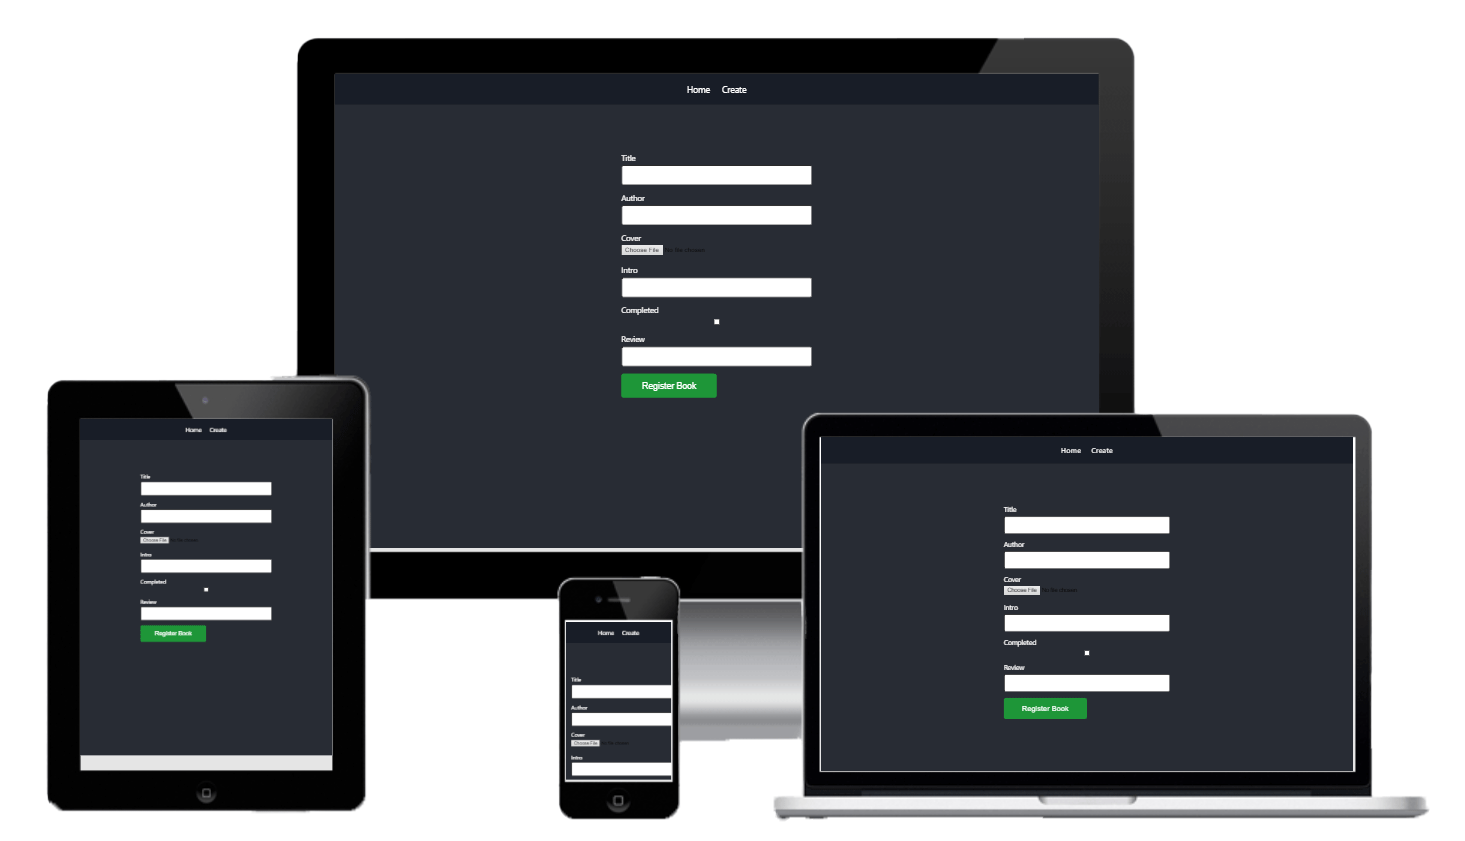 Home Create
Title
Author
Cover
Choose File No file chosen
Intro
Completed
Review
Register Book
Home Create
Title
Author
Cover
Choose File No file chosen
Intro
Completed
Review
Register Book
Home Create
Title
Author
Cover
Choose File No file chosen
Intro
Home Create
Title
Author
Cover
Choose File No file chosen
Intro
Completed
Review
Register Book